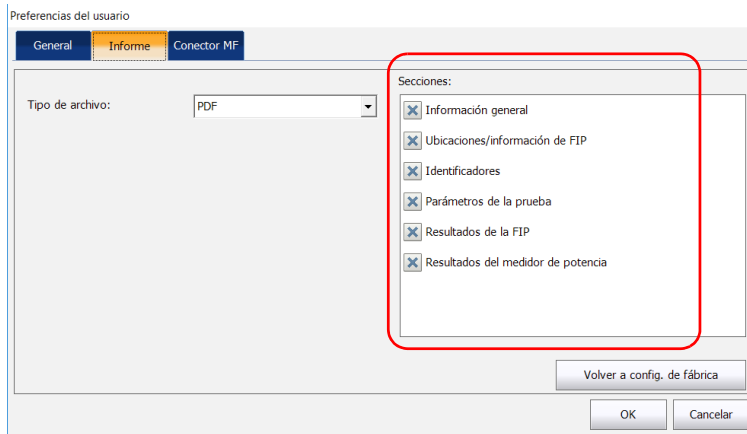 Preferencias del usuario
General
Informe
Conector MF
Tipo de archivo:
PDF
Secciones:
Información general
Ubicaciones/información de FIP
Identificadores
Parámetros de la prueba
Resultados de la FIP
Resultados del medidor de potencia
Volver a config. de fábrica
OK
Cancelar